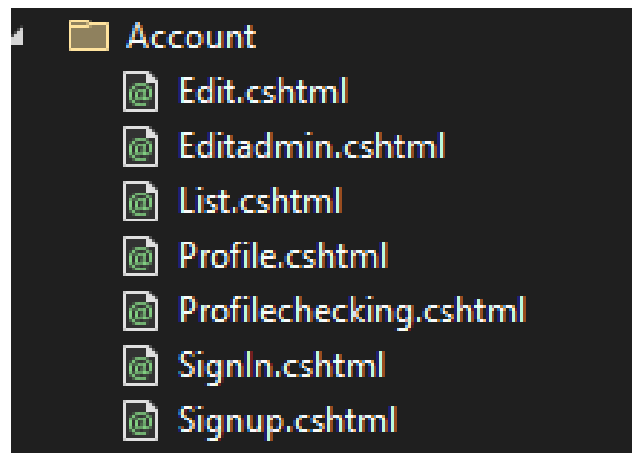 Account
@ Edit.cshtml
@ Editadmin.cshtml
@ List.cshtml
@ Profile.cshtml
@ Profilechecking.cshtml
@ SignIn.cshtml
@ Signup.cshtml